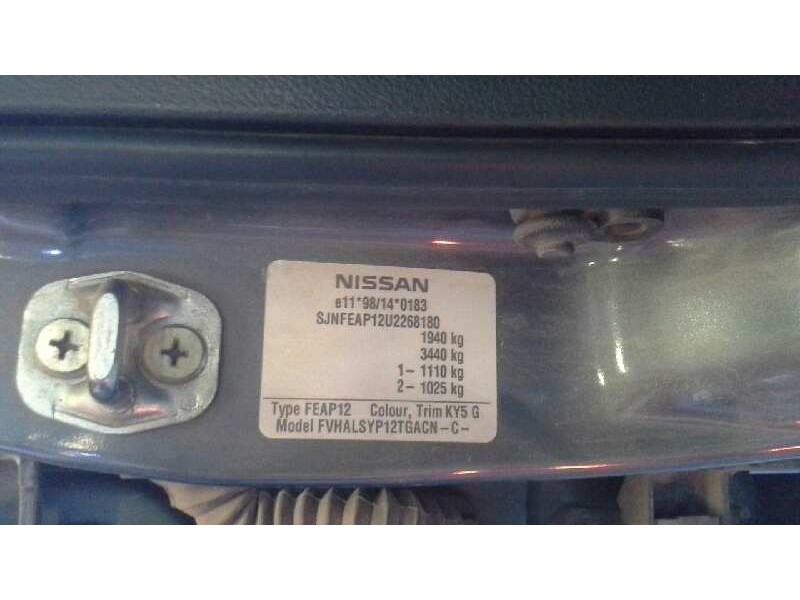 NISSAN
e11*98/14*0183
SJNFEAP12U2268180
1940 kg
3440 kg
1- 1110 kg
2- 1025 kg
Type FEAP12 Colour, Trim KY5 G
Model FVHALSYP12TGACN-C-